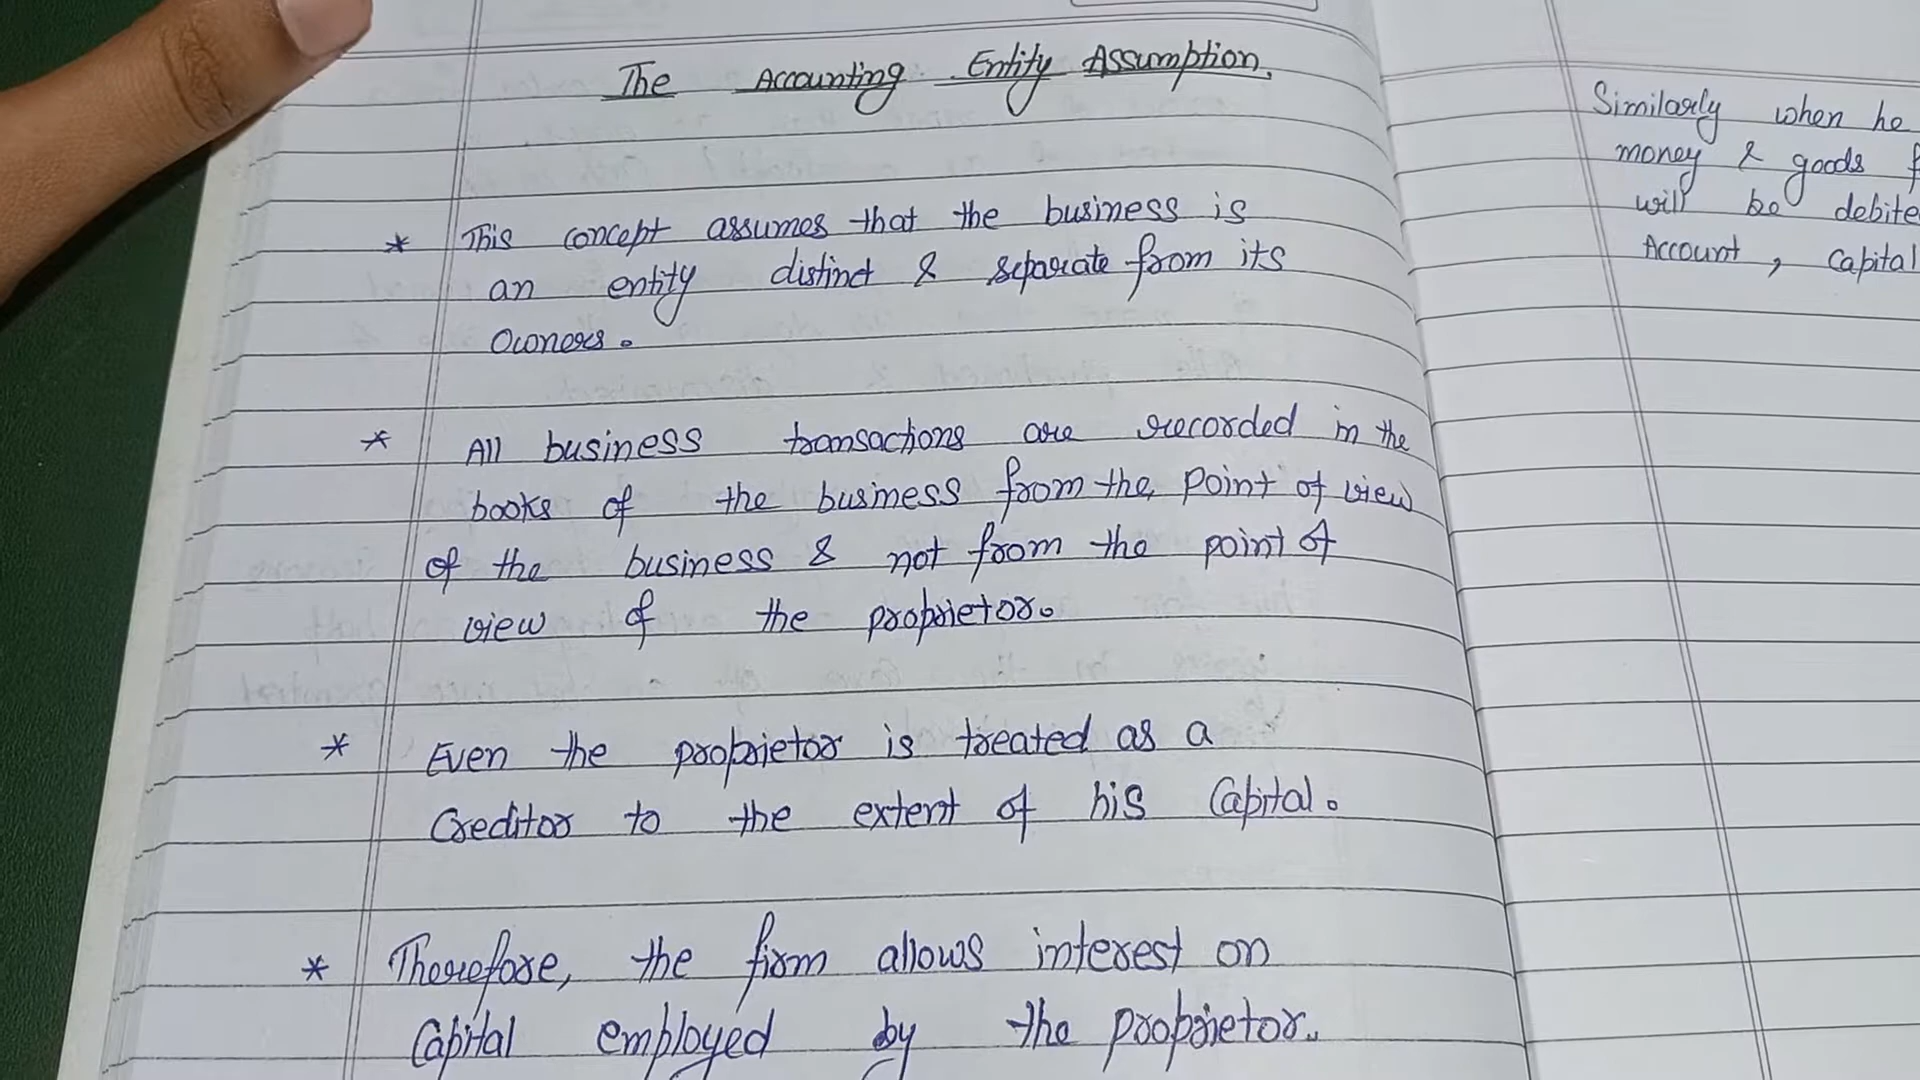 The Accounting Entity Assumption.
* This concept assumes that the business is
an entity distinct & separate from its
Owners.
* All business transactions are recorded in the
books of the business from the point of view
of the business & not from the point of
view of the proprietor.
* Even the proprietor is treated as a
Creditor to the extent of his Capital.
* Therefore, the firm allows interest on
Capital employed by the proprietor.
Similarly when he
money & goods
will be
Account, Capital